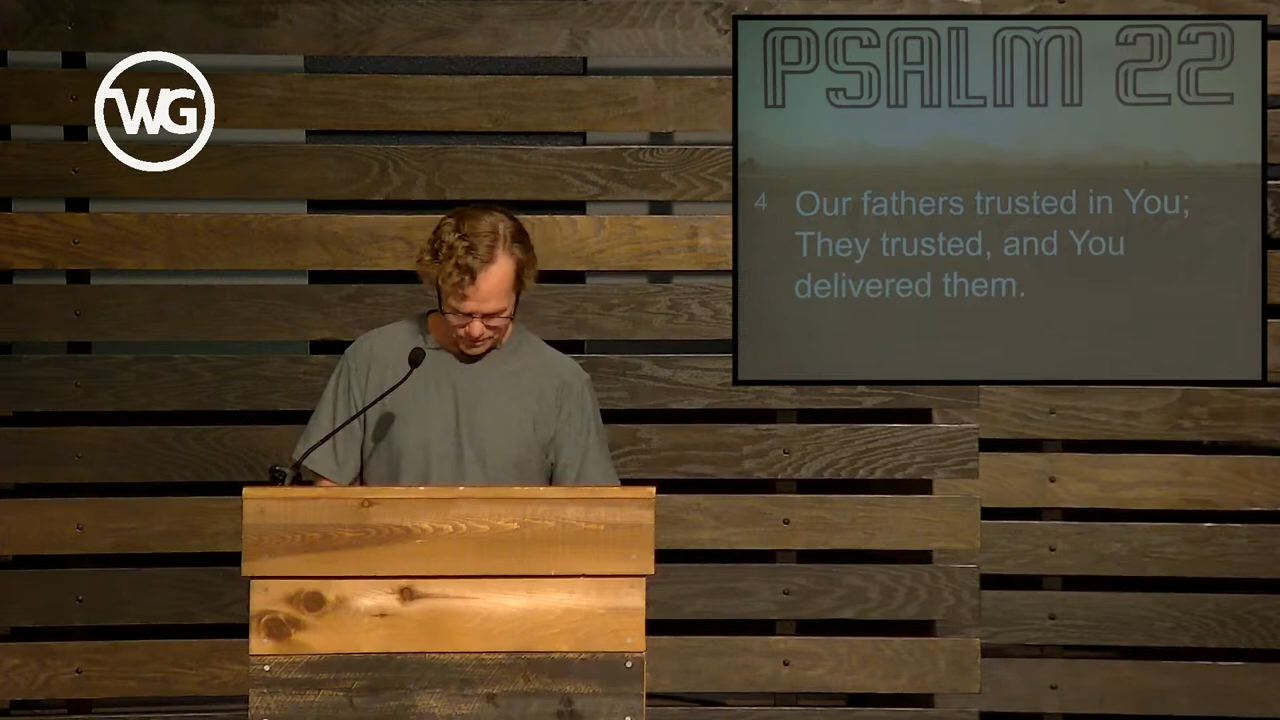 WG
PSALM 22
4 Our fathers trusted in You;
They trusted, and You
delivered them.